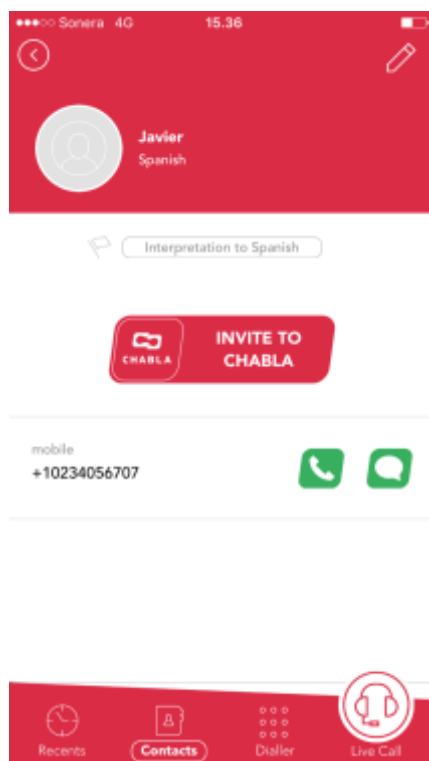 Sonera 4G 15.36
Javier
Spanish
Interpretation to Spanish
CHABLA
INVITE TO
CHABLA
mobile
+10234056707
Recents Contacts Dialler Live Call